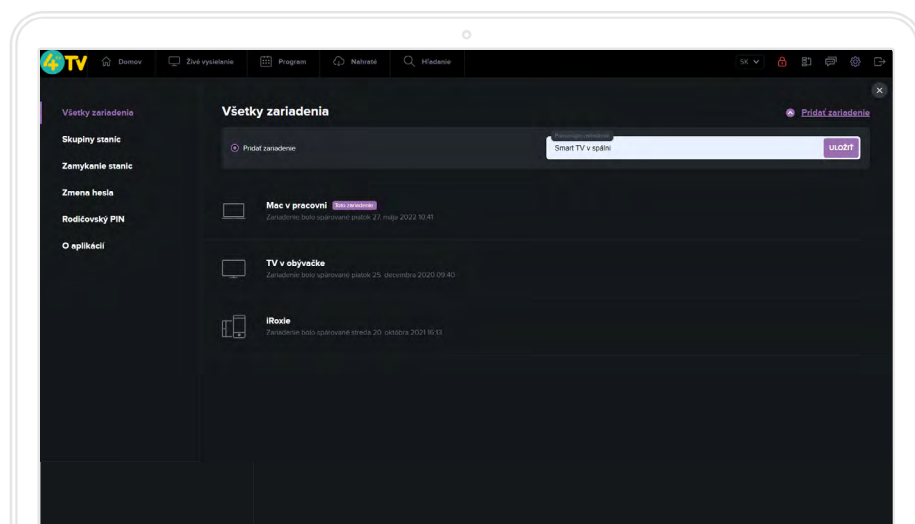 4 TV
Domov
Živé vysielanie
Program
Nahraté
Hľadanie
SK
Všetky zariadenia
Skupiny staníc
Zamykanie staníc
Zmena hesla
Rodičovský PIN
O aplikácií
Všetky zariadenia
Pridať zariadenie
Pridať zariadenie
Smart TV v spálni
ULOŽIŤ
Mac v pracovni Toto zariadenie
Zariadenie bolo spárované piatok 27. mája 2022 10:41
TV v obývačke
Zariadenie bolo spárované piatok 25. decembra 2020 09:40
iRoxie
Zariadenie bolo spárované streda 20. októbra 2021 16:13